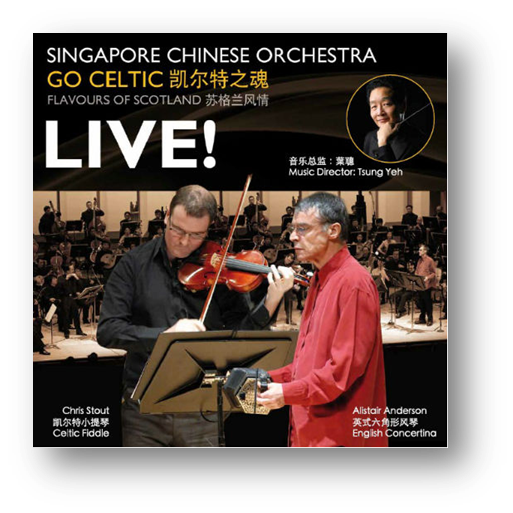 SINGAPORE CHINESE ORCHESTRA
GO CELTIC 凯尔特之魂
FLAVOURS OF SCOTLAND 苏格兰风情
LIVE!
音乐总监：葉聰
Music Director: Tsung Yeh
Chris Stout
凯尔特小提琴
Celtic Fiddle
Alistair Anderson
英式六角形风琴
English Concertina